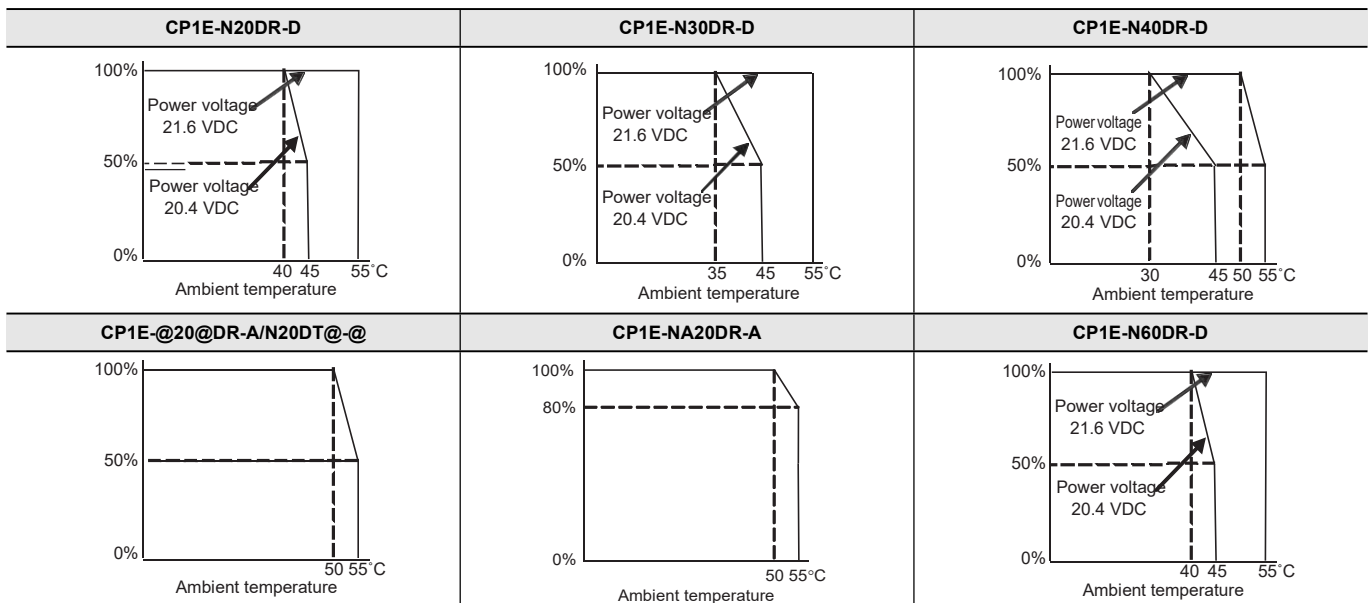 CP1E-N20DR-D
CP1E-N30DR-D
CP1E-N40DR-D
100%
Power voltage
21.6 VDC
50%
Power voltage
20.4 VDC
0%
40 45 55˚C
Ambient temperature
100%
Power voltage
21.6 VDC
50%
Power voltage
20.4 VDC
0%
35 45 55˚C
Ambient temperature
100%
Power voltage
21.6 VDC
50%
Power voltage
20.4 VDC
0%
30 45 50 55˚C
Ambient temperature
CP1E-@20@DR-A/N20DT@-@
CP1E-NA20DR-A
CP1E-N60DR-D
100%
50%
0%
50 55˚C
Ambient temperature
100%
80%
0%
50 55°C
Ambient temperature
100%
Power voltage
21.6 VDC
50%
Power voltage
20.4 VDC
0%
40 45 55˚C
Ambient temperature